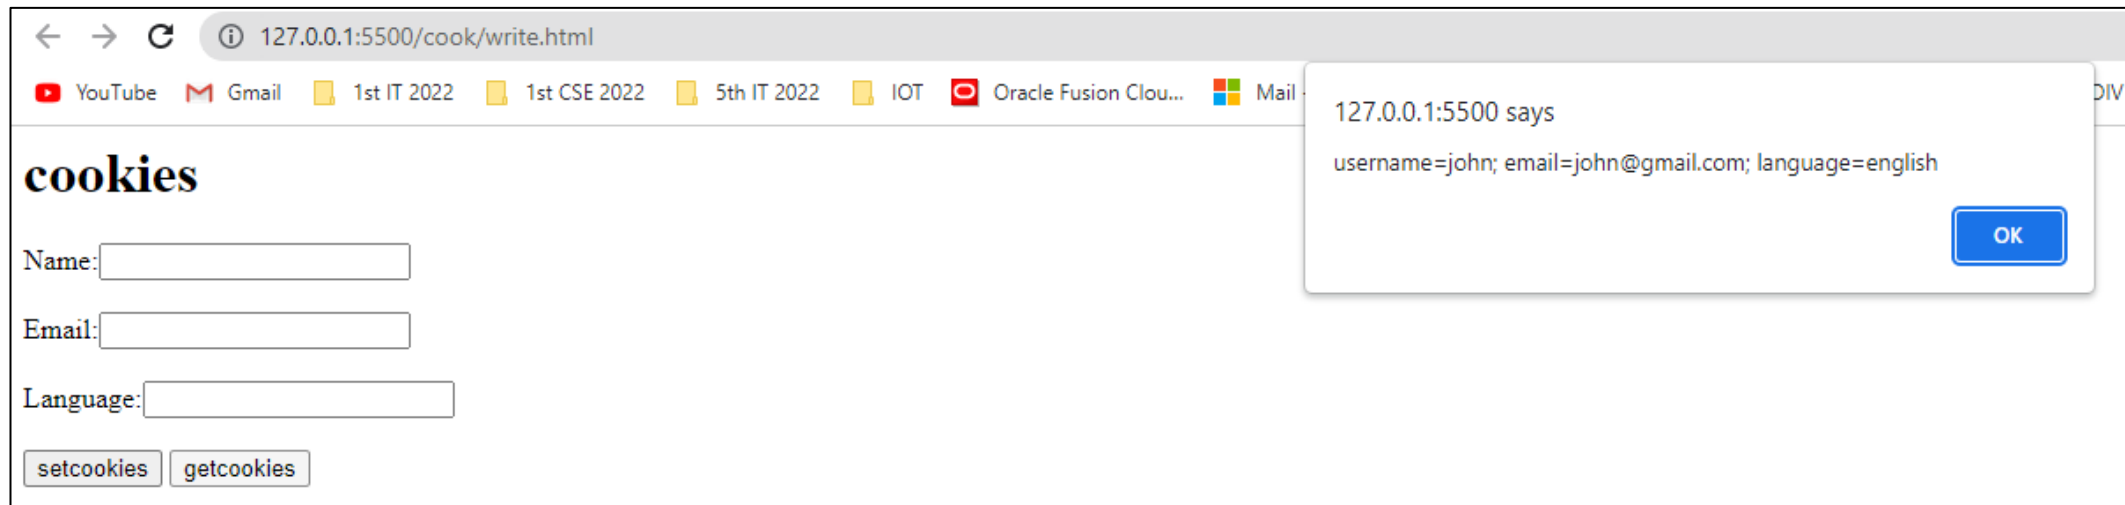 127.0.0.1:5500/cook/write.html
YouTube Gmail 1st IT 2022 1st CSE 2022 5th IT 2022 IOT Oracle Fusion Clou... Mail - DIV
127.0.0.1:5500 says
username=john; email=john@gmail.com; language=english
OK
cookies
Name:
Email:
Language:
setcookies getcookies